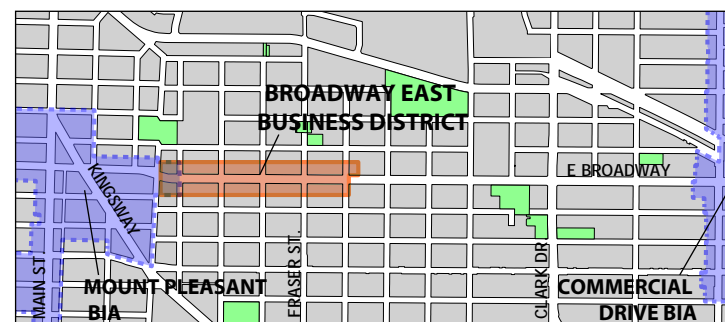 BROADWAY EAST
BUSINESS DISTRICT
E BROADWAY
KINGSWAY
MAIN ST.
MOUNT PLEASANT
BIA
FRASER ST.
CLARK DR.
COMMERCIAL
DRIVE BIA